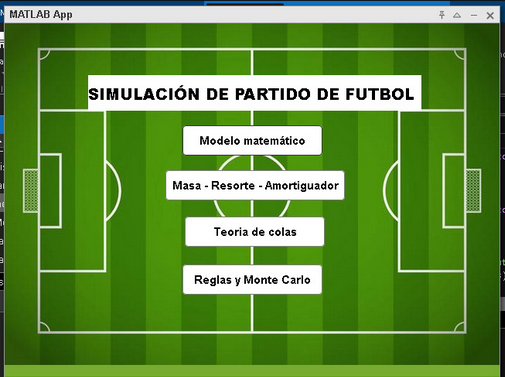 MATLAB App
SIMULACIÓN DE PARTIDO DE FUTBOL
Modelo matemático
Masa - Resorte - Amortiguador
Teoria de colas
Reglas y Monte Carlo